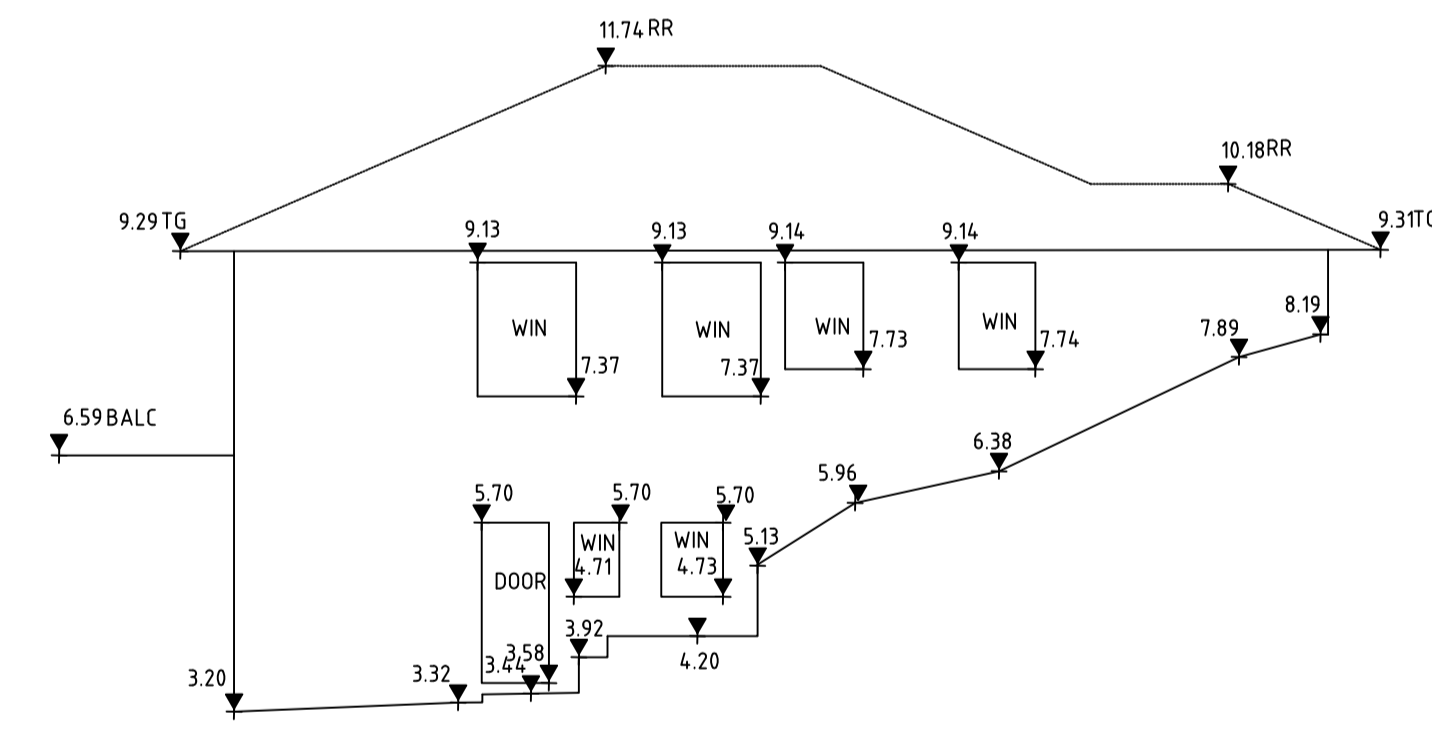 11.74 RR
10.18RR
9.29 TG
9.13
9.13
9.14
9.14
9.31
8.19
WIN
WIN
WIN
WIN
7.37
7.37
7.73
7.74
7.89
6.59 BALC
6.38
5.96
5.70
5.70
5.70
5.13
WIN
WIN
4.71
4.73
DOOR
3.92
3.58
3.44
4.20
3.32
3.20